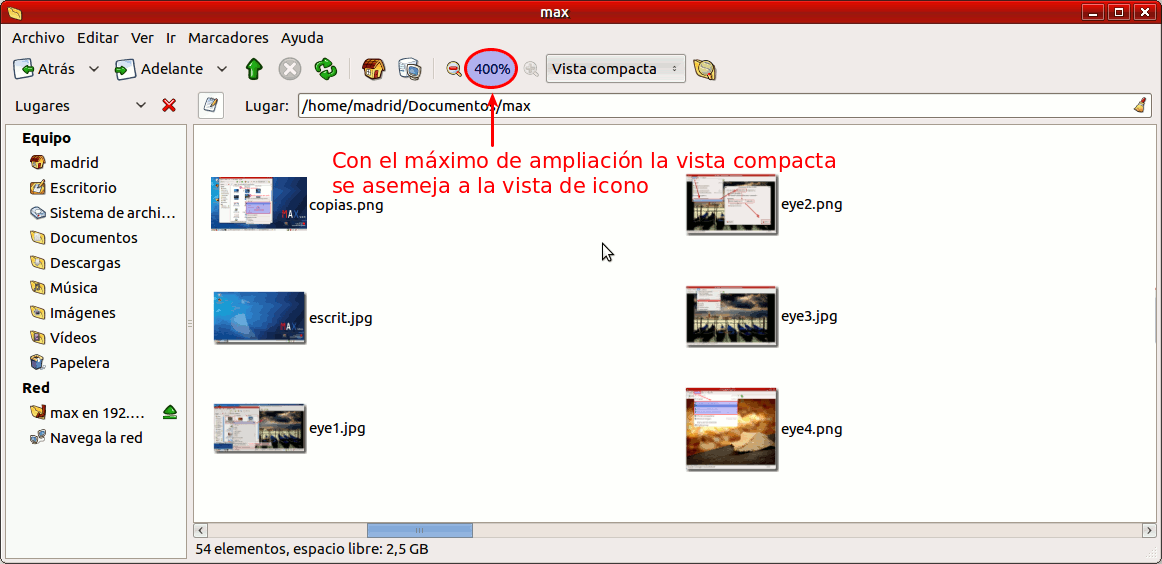 max
Archivo Editar Ver Ir Marcadores Ayuda
Atrás Adelante 400% Vista compacta
Lugares Lugar: /home/madrid/Documentos/max
Equipo
madrid
Escritorio
Sistema de archi...
Documentos
Descargas
Música
Imágenes
Vídeos
Papelera
Red
max en 192....
Navega la red
Con el máximo de ampliación la vista compacta
se asemeja a la vista de icono
copias.png
eye2.png
escrit.jpg
eye3.jpg
eye1.jpg
eye4.png
54 elementos, espacio libre: 2,5 GB